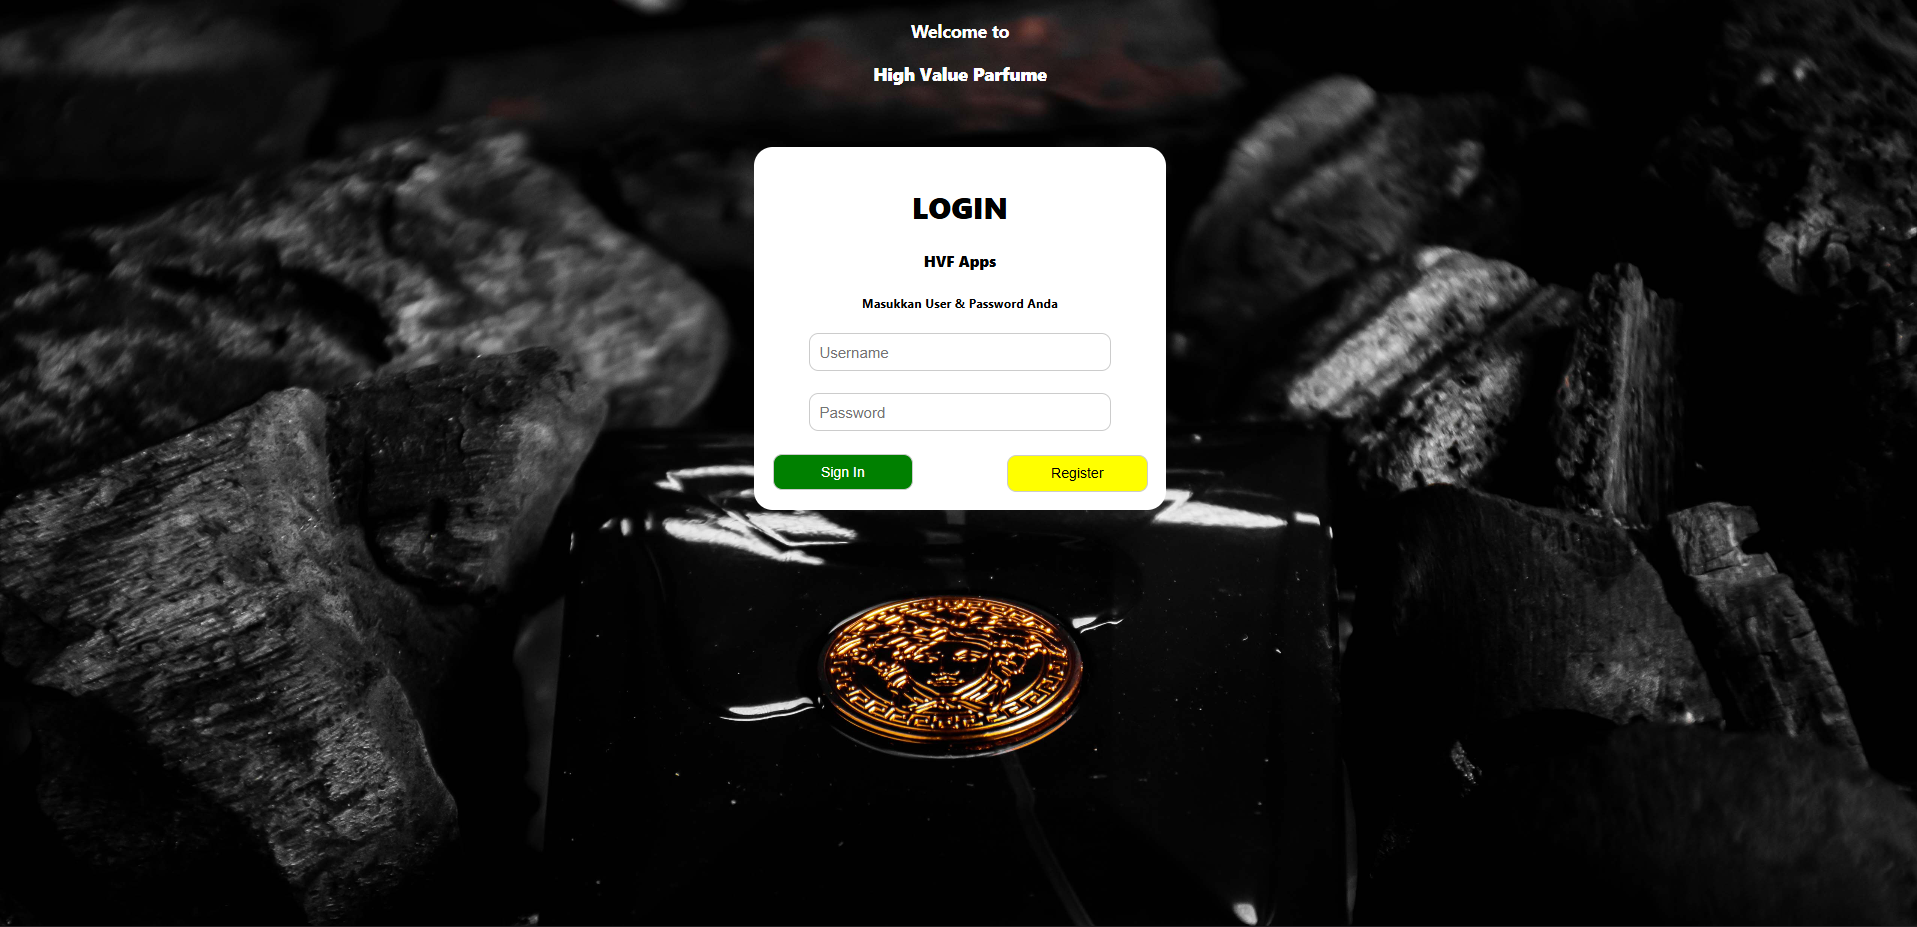 Welcome to
High Value Parfume
LOGIN
HVF Apps
Masukkan User & Password Anda
Username
Password
Sign In
Register